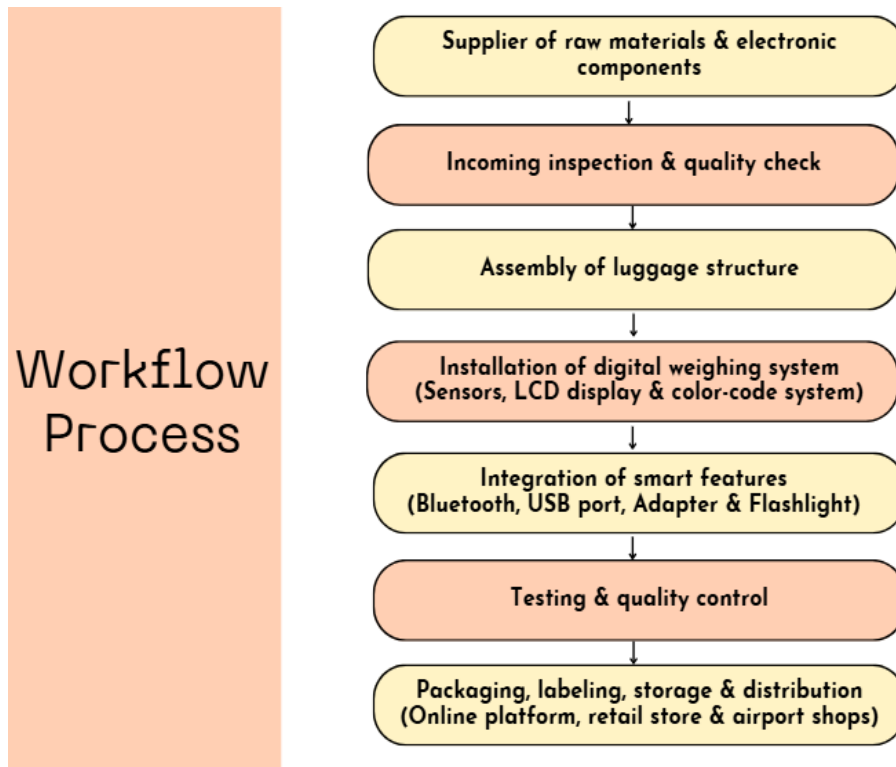 Workflow
Process
Supplier of raw materials & electronic
components
Incoming inspection & quality check
Assembly of luggage structure
Installation of digital weighing system
(Sensors, LCD display & color-code system)
Integration of smart features
(Bluetooth, USB port, Adapter & Flashlight)
Testing & quality control
Packaging, labeling, storage & distribution
(Online platform, retail store & airport shops)